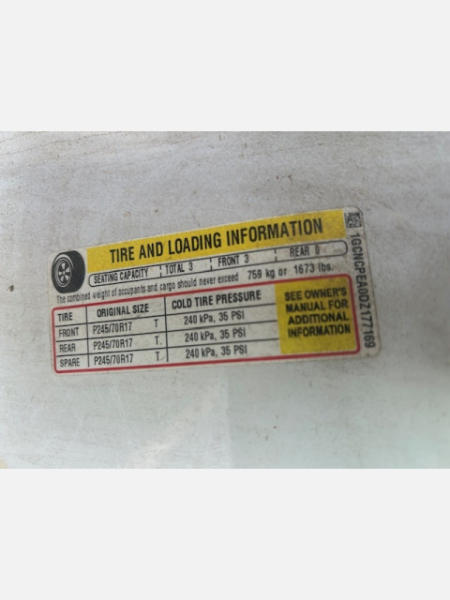 TIRE AND LOADING INFORMATION
SEATING CAPACITY TOTAL 3 FRONT 3 REAR 0
The combined weight of occupants and cargo should never exceed 759 kg or 1673 lbs.
TIRE ORIGINAL SIZE COLD TIRE PRESSURE
FRONT P245/70R17 T 240 kPa, 35 PSI
REAR P245/70R17 T. 240 kPa, 35 PSI
SPARE P245/70R17 T. 240 kPa, 35 PSI
SEE OWNER'S
MANUAL FOR
ADDITIONAL
INFORMATION
1GCNCPEA0DZ177169